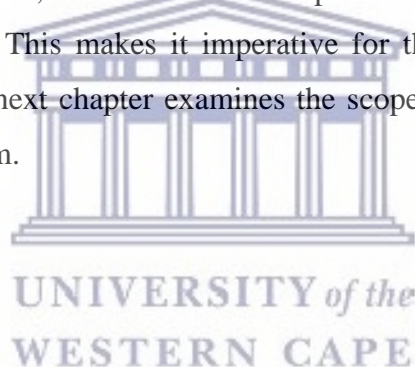 This makes it imperative for th
next chapter examines the scope
UNIVERSITY of the
WESTERN CAPE